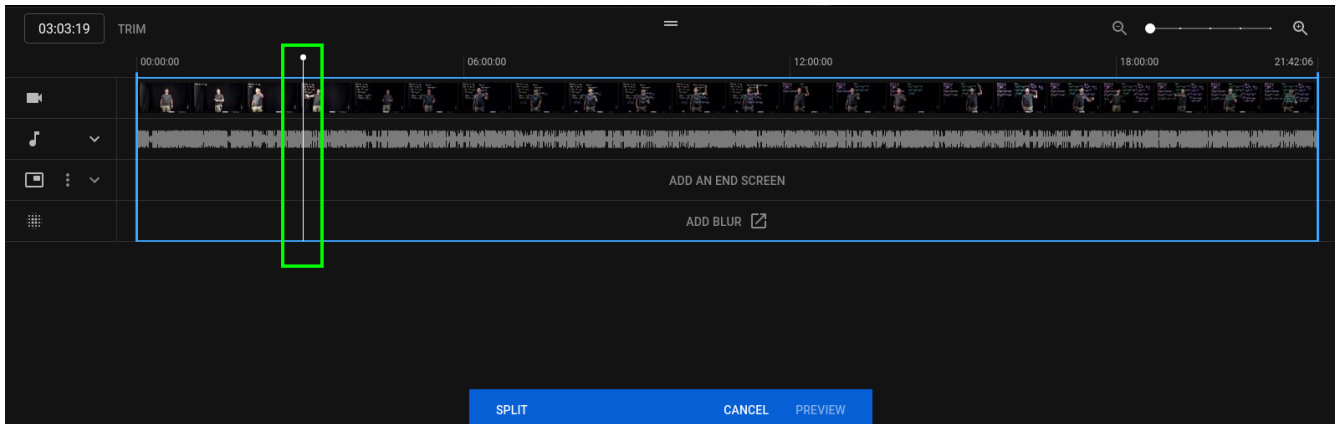 03:03:19 TRIM
00:00:00 06:00:00 12:00:00 18:00:00 21:42:06
ADD AN END SCREEN
ADD BLUR
SPLIT CANCEL PREVIEW